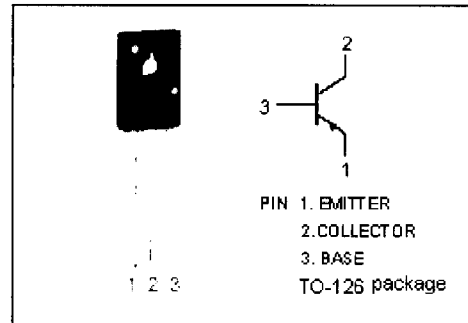 2
3
1
PIN 1. EMITTER
2.COLLECTOR
3. BASE
TO-126 package
1 2 3